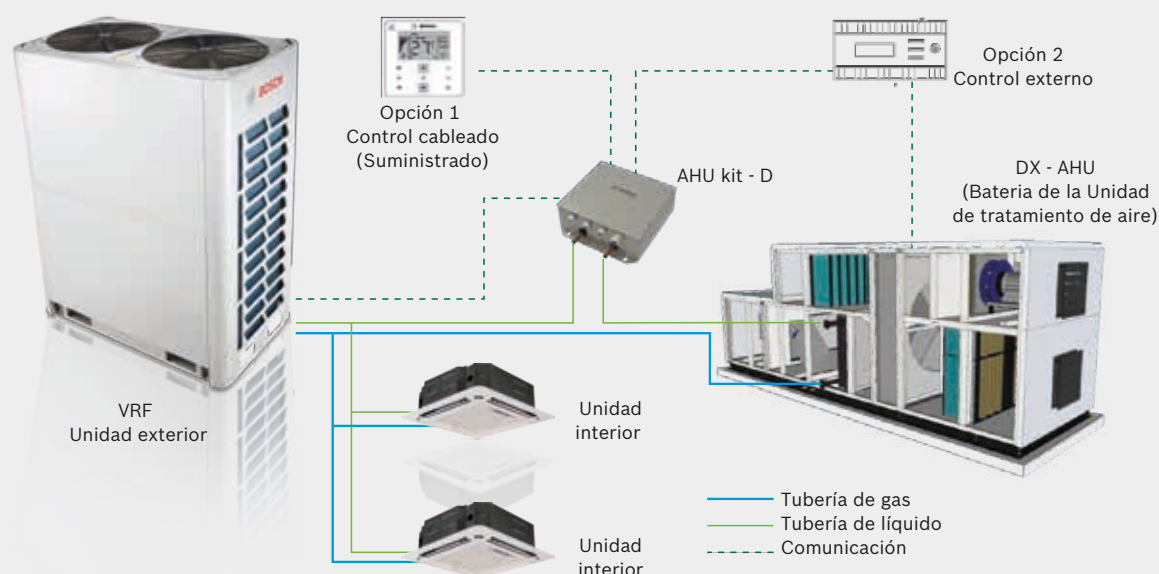 BOSCH
Opción 1
Control cableado
(Suministrado)
Opción 2
Control externo
AHU kit - D
DX - AHU
(Bateria de la Unidad
de tratamiento de aire)
VRF
Unidad exterior
Unidad
interior
Unidad
interior
Tubería de gas
Tubería de líquido
Comunicación